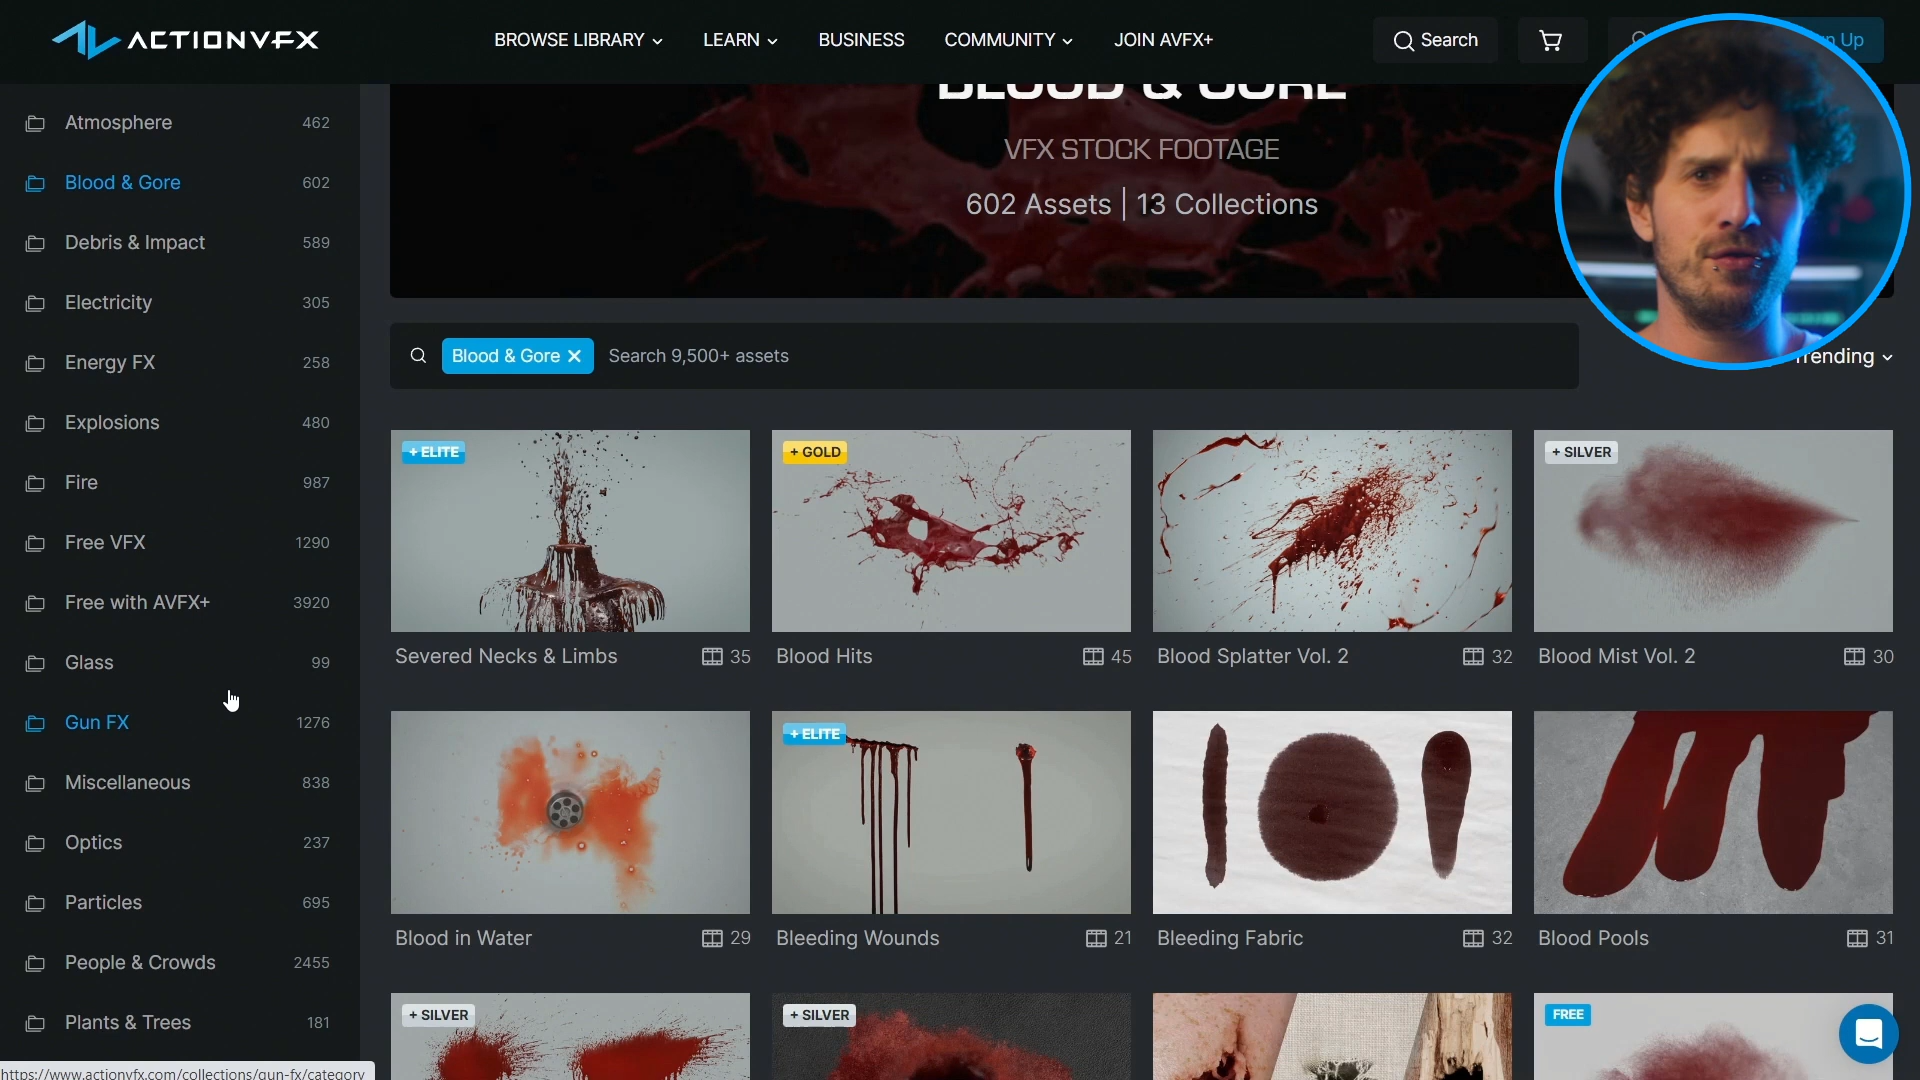 ACTIONVFX
BROWSE LIBRARY
LEARN
BUSINESS
COMMUNITY
JOIN AVFX+
Search
Up
Atmosphere 462
Blood & Gore 602
Debris & Impact 589
Electricity 305
Energy FX 258
Explosions 480
Fire 987
Free VFX 1290
Free with AVFX+ 3920
Glass 99
Gun FX 1276
Miscellaneous 838
Optics 237
Particles 695
People & Crowds 2455
Plants & Trees 181
https://www.actionvfx.com/collections/gun-fx/category
BLOOD & GORE
VFX STOCK FOOTAGE
602 Assets | 13 Collections
Blood & Gore
Search 9,500+ assets
Trending
+ ELITE
+ GOLD
+ SILVER
Severed Necks & Limbs 35
Blood Hits 45
Blood Splatter Vol. 2 32
Blood Mist Vol. 2 30
+ ELITE
Blood in Water 29
Bleeding Wounds 21
Bleeding Fabric 32
Blood Pools 31
+ SILVER
+ SILVER
FREE